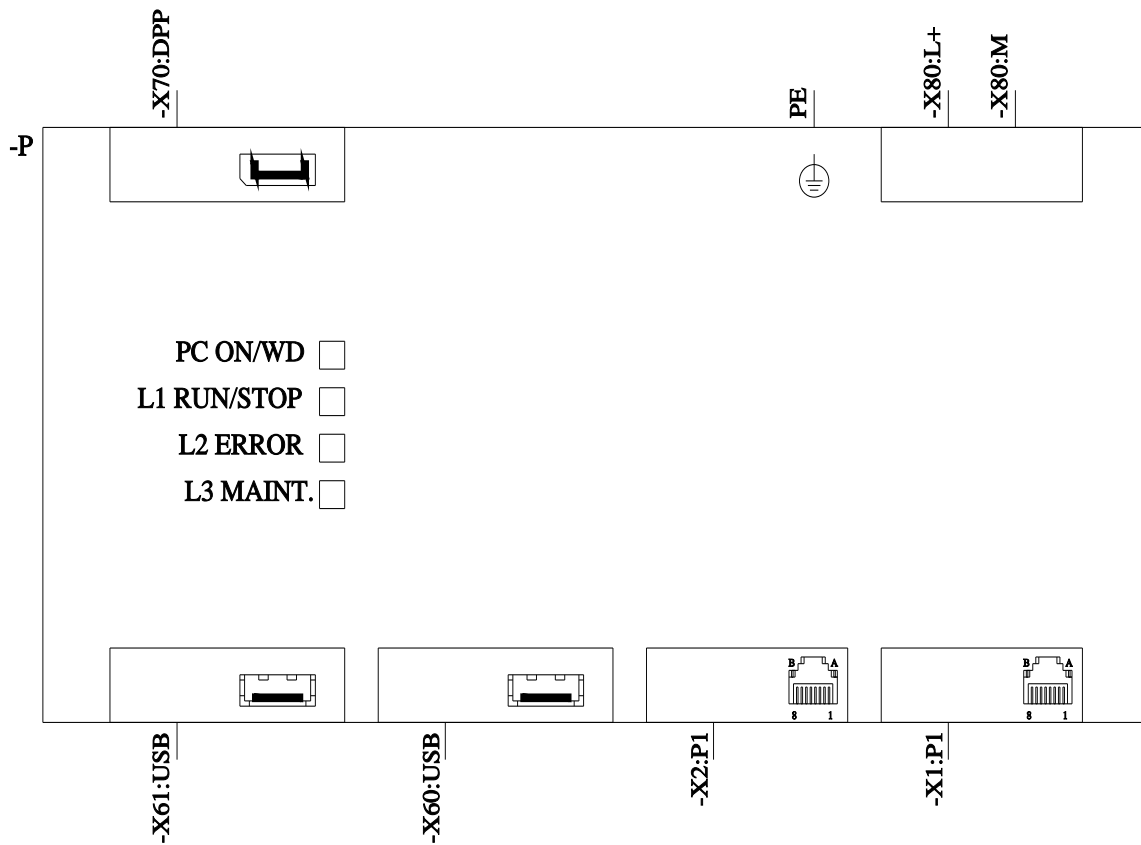 -X70:DPP
PE
-X80:L+
-X80:M
-P
PC ON/WD
L1 RUN/STOP
L2 ERROR
L3 MAINT.
B A
8 1
B A
8 1
-X61:USB
-X60:USB
-X2:P1
-X1:P1